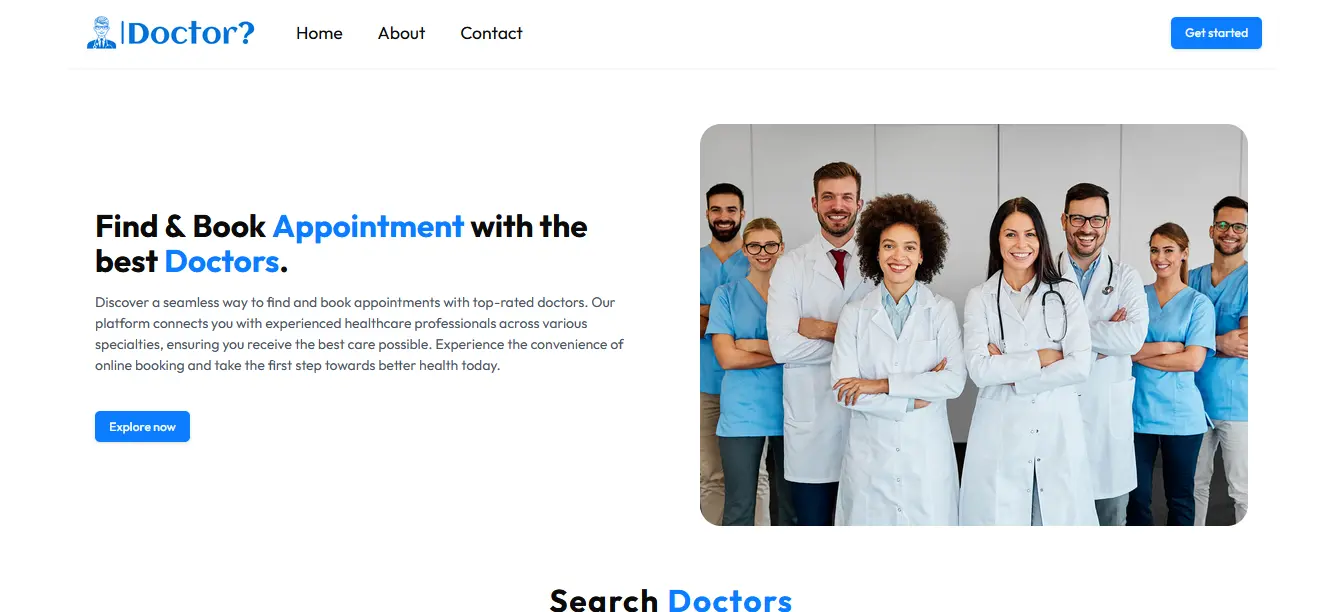 |Doctor?
Home
About
Contact
Get started
Find & Book Appointment with the
best Doctors.
Discover a seamless way to find and book appointments with top-rated doctors. Our
platform connects you with experienced healthcare professionals across various
specialties, ensuring you receive the best care possible. Experience the convenience of
online booking and take the first step towards better health today.
Explore now
Search Doctors